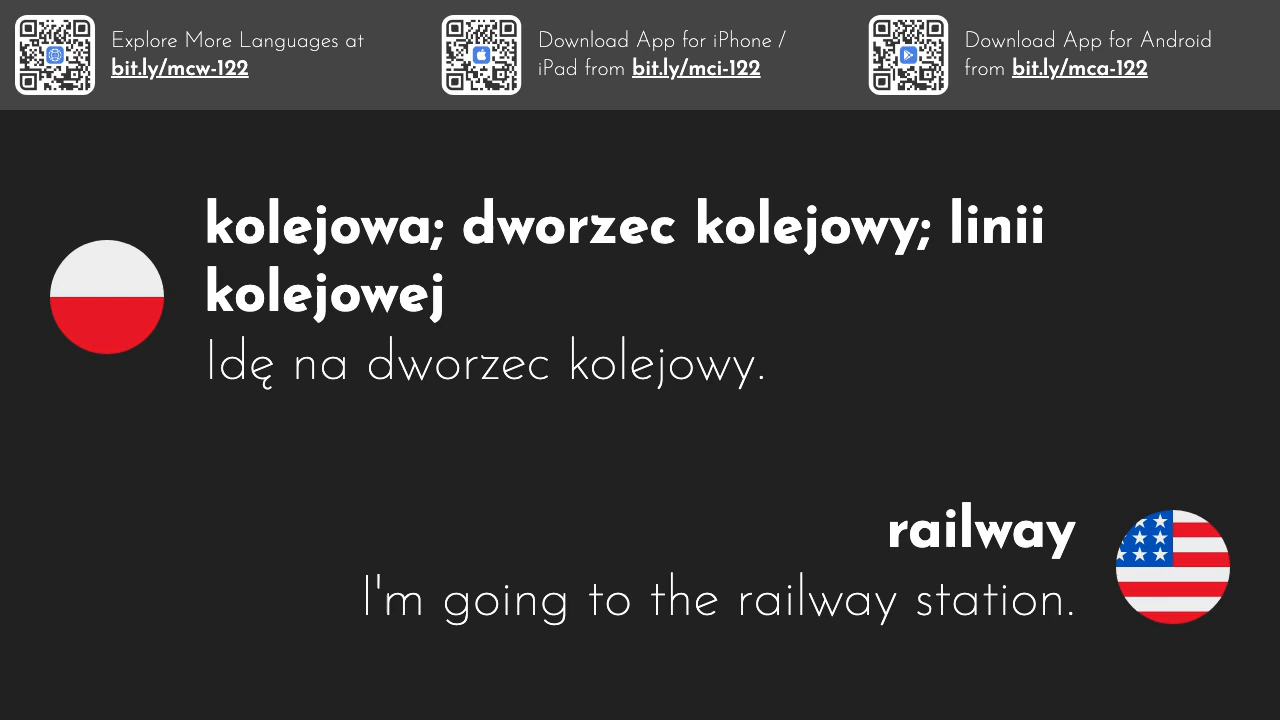 Explore More Languages at
bit.ly/mcw-122
Download App for iPhone /
iPad from bit.ly/mci-122
Download App for Android
from bit.ly/mca-122
kolejowa; dworzec kolejowy; linii
kolejowej
Idę na dworzec kolejowy.
railway
I'm going to the railway station.